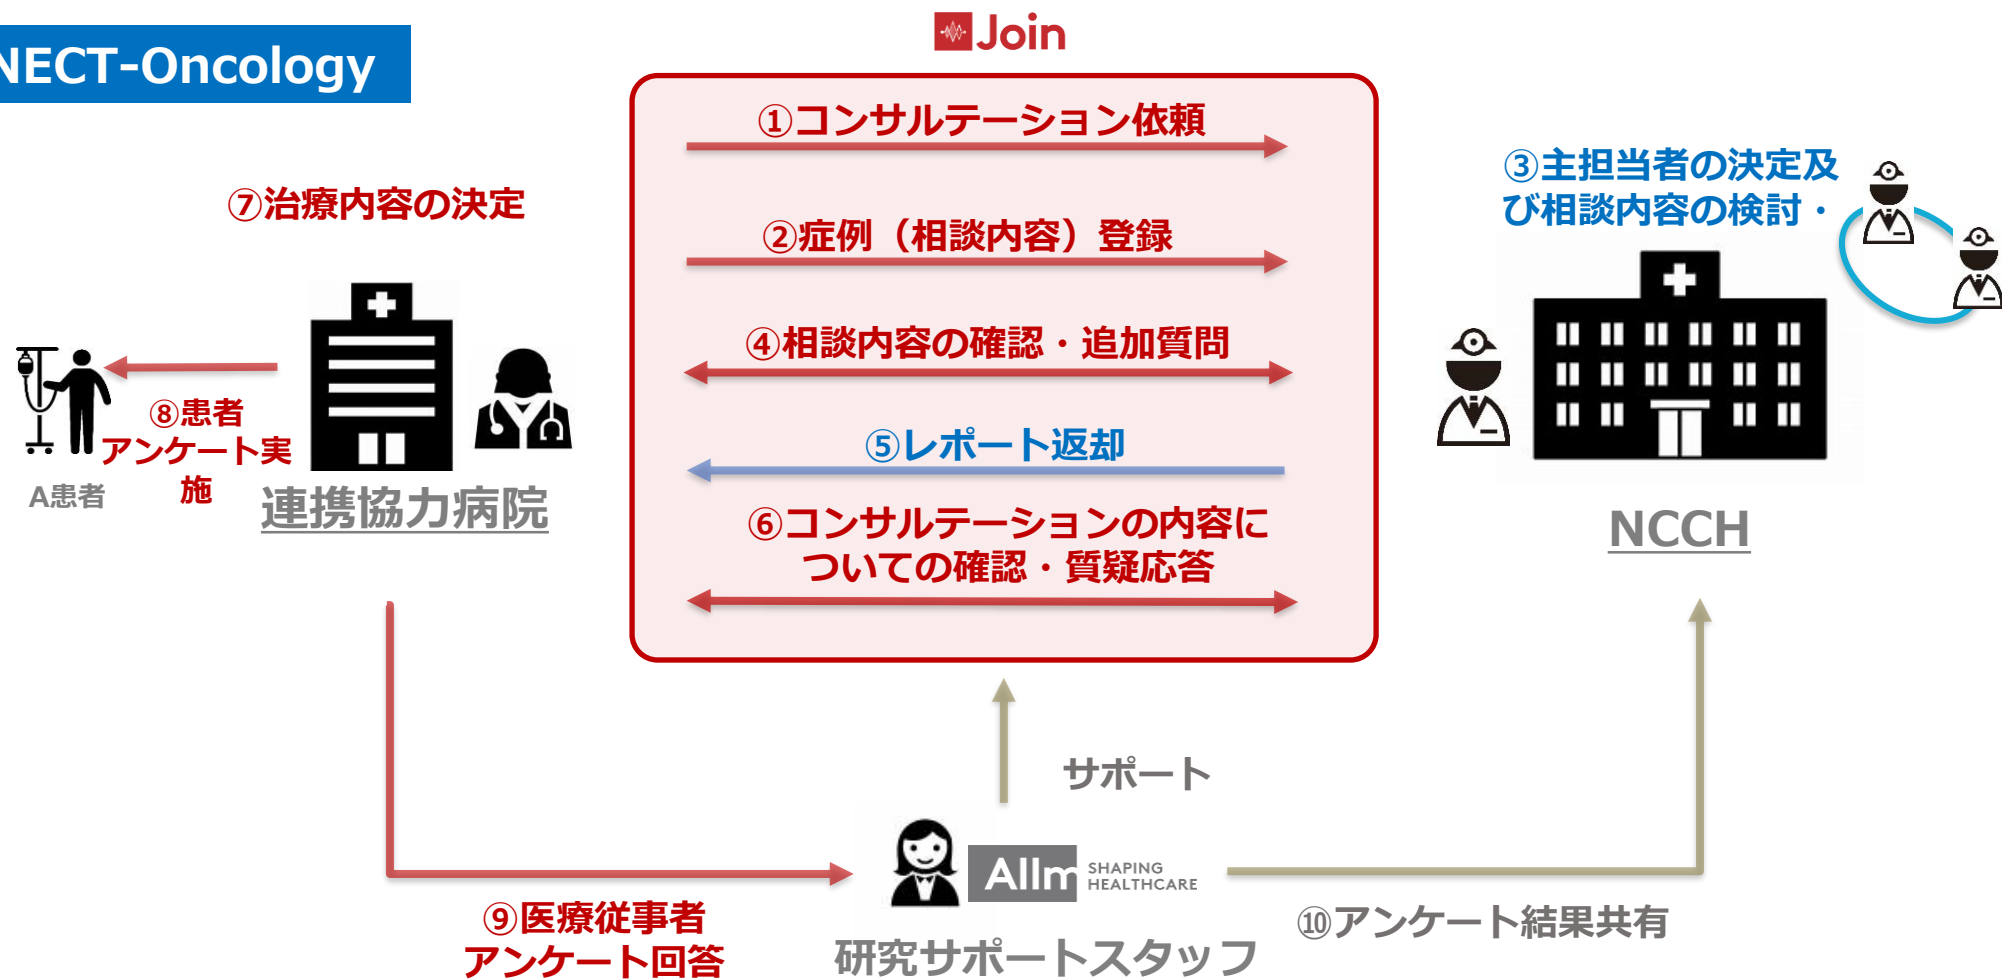 NECT-Oncology
Join
①コンサルテーション依頼
②症例（相談内容）登録
③主担当者の決定及
び相談内容の検討・
④相談内容の確認・追加質問
⑤レポート返却
⑥コンサルテーションの内容に
ついての確認・質疑応答
⑦治療内容の決定
⑧患者
アンケート実
施
A患者
連携協力病院
NCCH
サポート
Allm
SHAPING
HEALTHCARE
研究サポートスタッフ
⑨医療従事者
アンケート回答
⑩アンケート結果共有